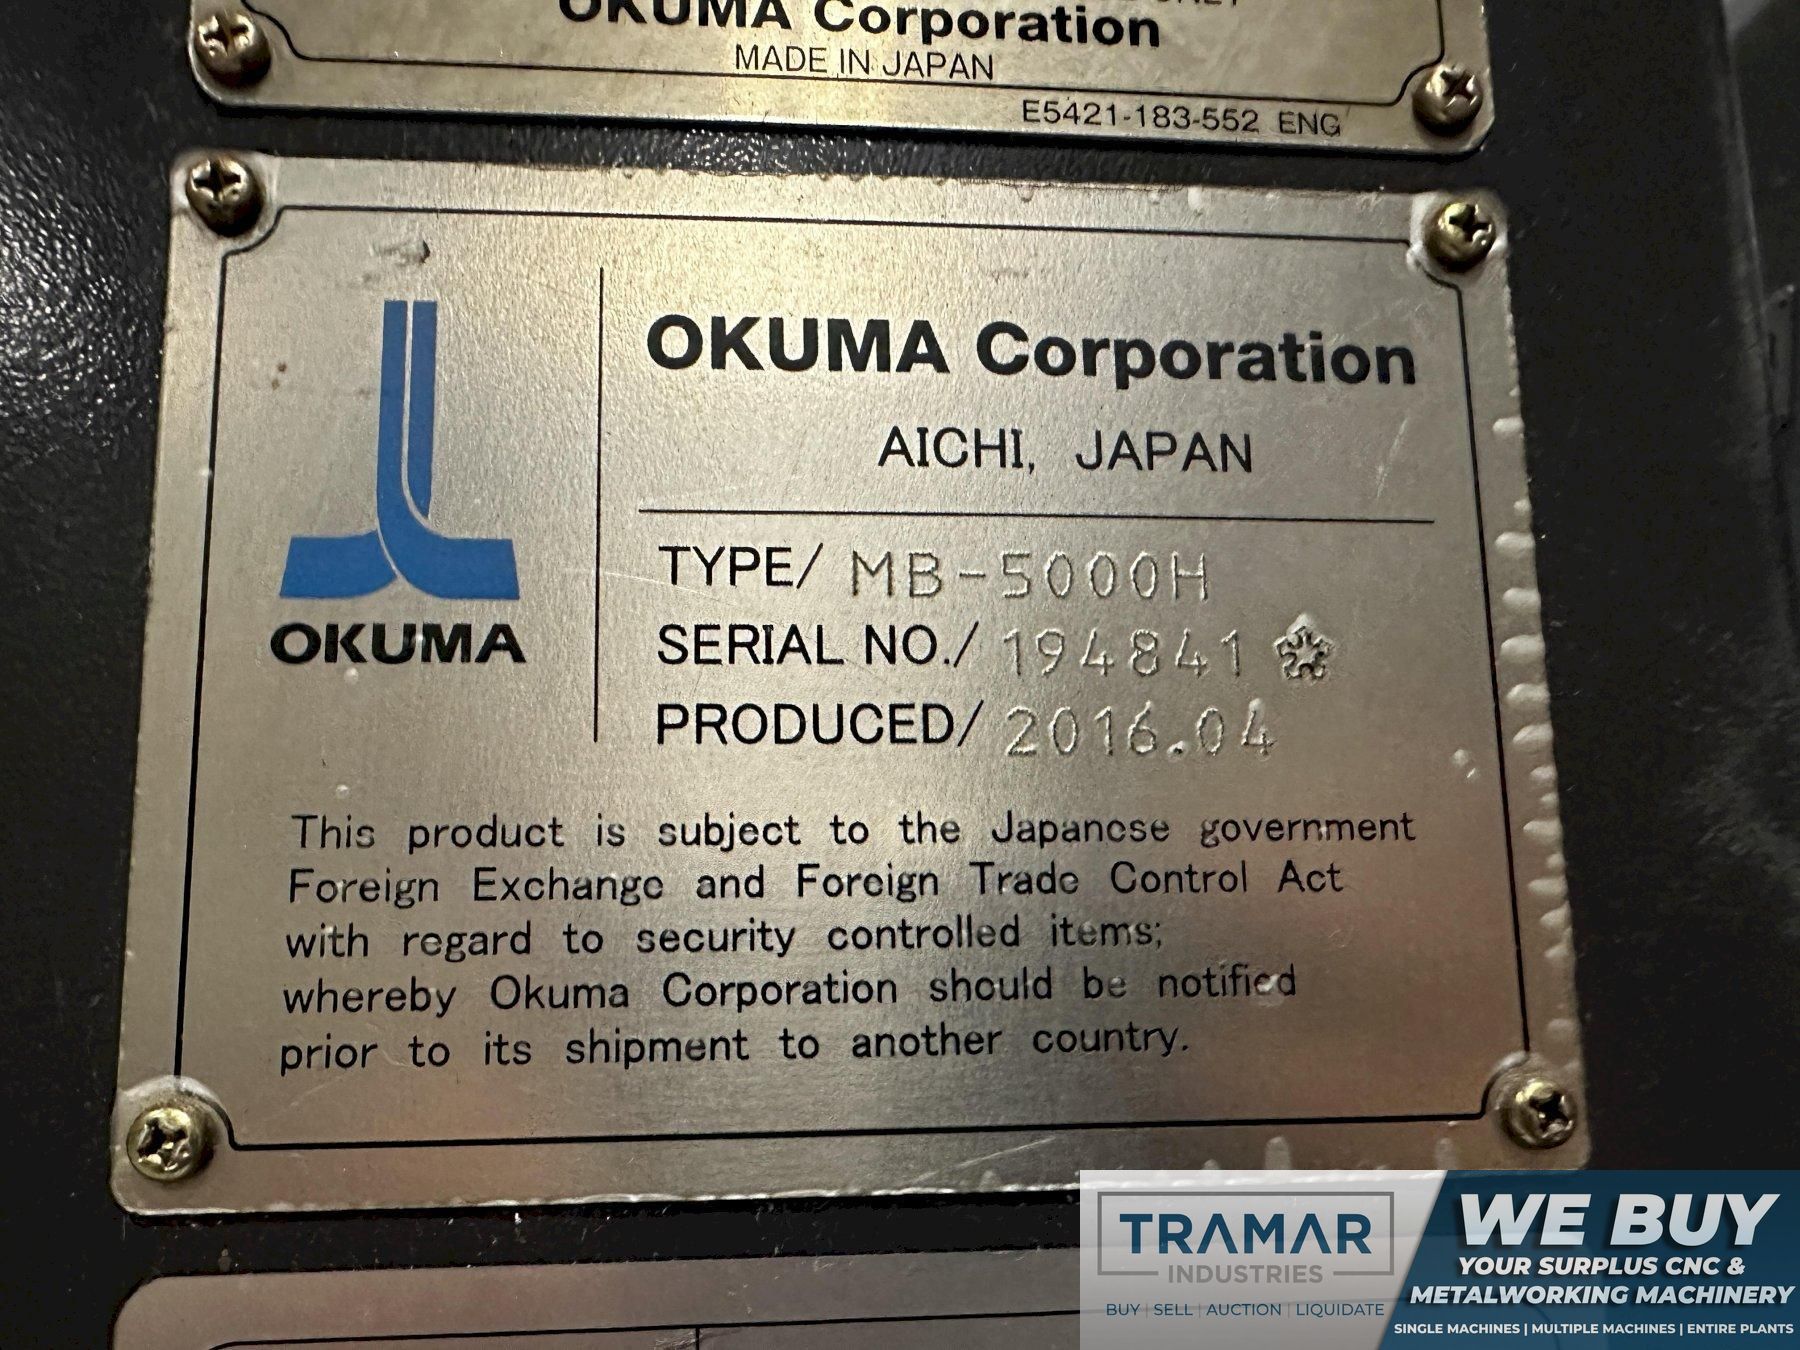 OKUMA Corporation
MADE IN JAPAN
E5421-183-552 ENG
OKUMA
OKUMA Corporation
AICHI, JAPAN
TYPE/ MB-5000H
SERIAL NO./ 194841
PRODUCED/ 2016.04
This product is subject to the Japanese government
Foreign Exchange and Foreign Trade Control Act
with regard to security controlled items;
whereby Okuma Corporation should be notified
prior to its shipment to another country.
TRAMAR
INDUSTRIES
BUY | SELL | AUCTION | LIQUIDATE
WE BUY
YOUR SURPLUS CNC &
METALWORKING MACHINERY
SINGLE MACHINES | MULTIPLE MACHINES | ENTIRE PLANTS